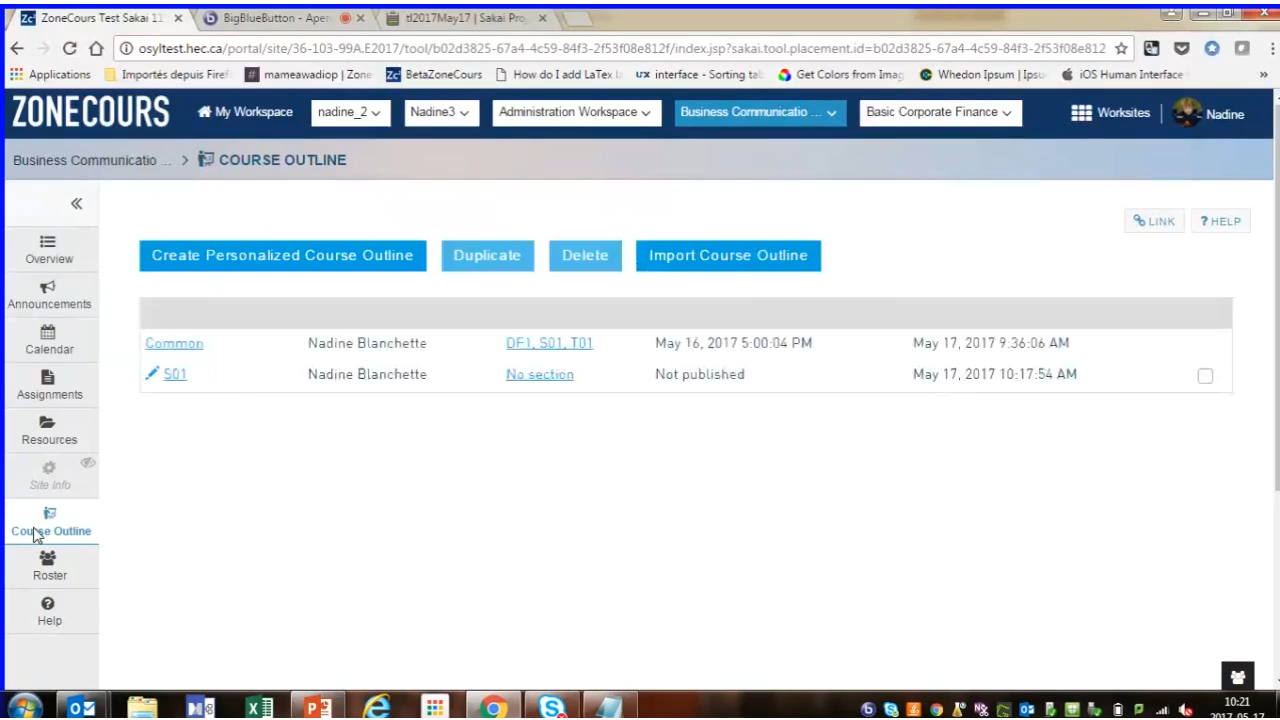 ZoneCours Test Sakai 11
BigBlueButton - Aper
tl2017May17 | Sakai Pro
osyltest.hec.ca/portal/site/36-103-99A.E2017/tool/b02d3825-67a4-4c59-84f3-2f53f08e812f/index.jsp?sakai.tool.placement.id=b02d3825-67a4-4c59-84f3-2f53f08e812
Applications
Importés depuis Firef
mameawadiop | Zone
BetaZoneCours
How do I add LaTex
interface - Sorting ta
Get Colors from Imag
Whedon Ipsum | Ipsu
iOS Human Interface
»
ZONECOURS
My Workspace
nadine_2
Nadine3
Administration Workspace
Business Communicatio ...
Basic Corporate Finance
Worksites
Nadine
Business Communicatio ... > COURSE OUTLINE
LINK
? HELP
Overview
Announcements
Calendar
Assignments
Resources
Site Info
Course Outline
Roster
Help
Create Personalized Course Outline
Duplicate
Delete
Import Course Outline
Common Nadine Blanchette DF1, S01, T01 May 16, 2017 5:00:04 PM May 17, 2017 9:36:06 AM
S01 Nadine Blanchette No section Not published May 17, 2017 10:17:54 AM
10:21
2017-05-17